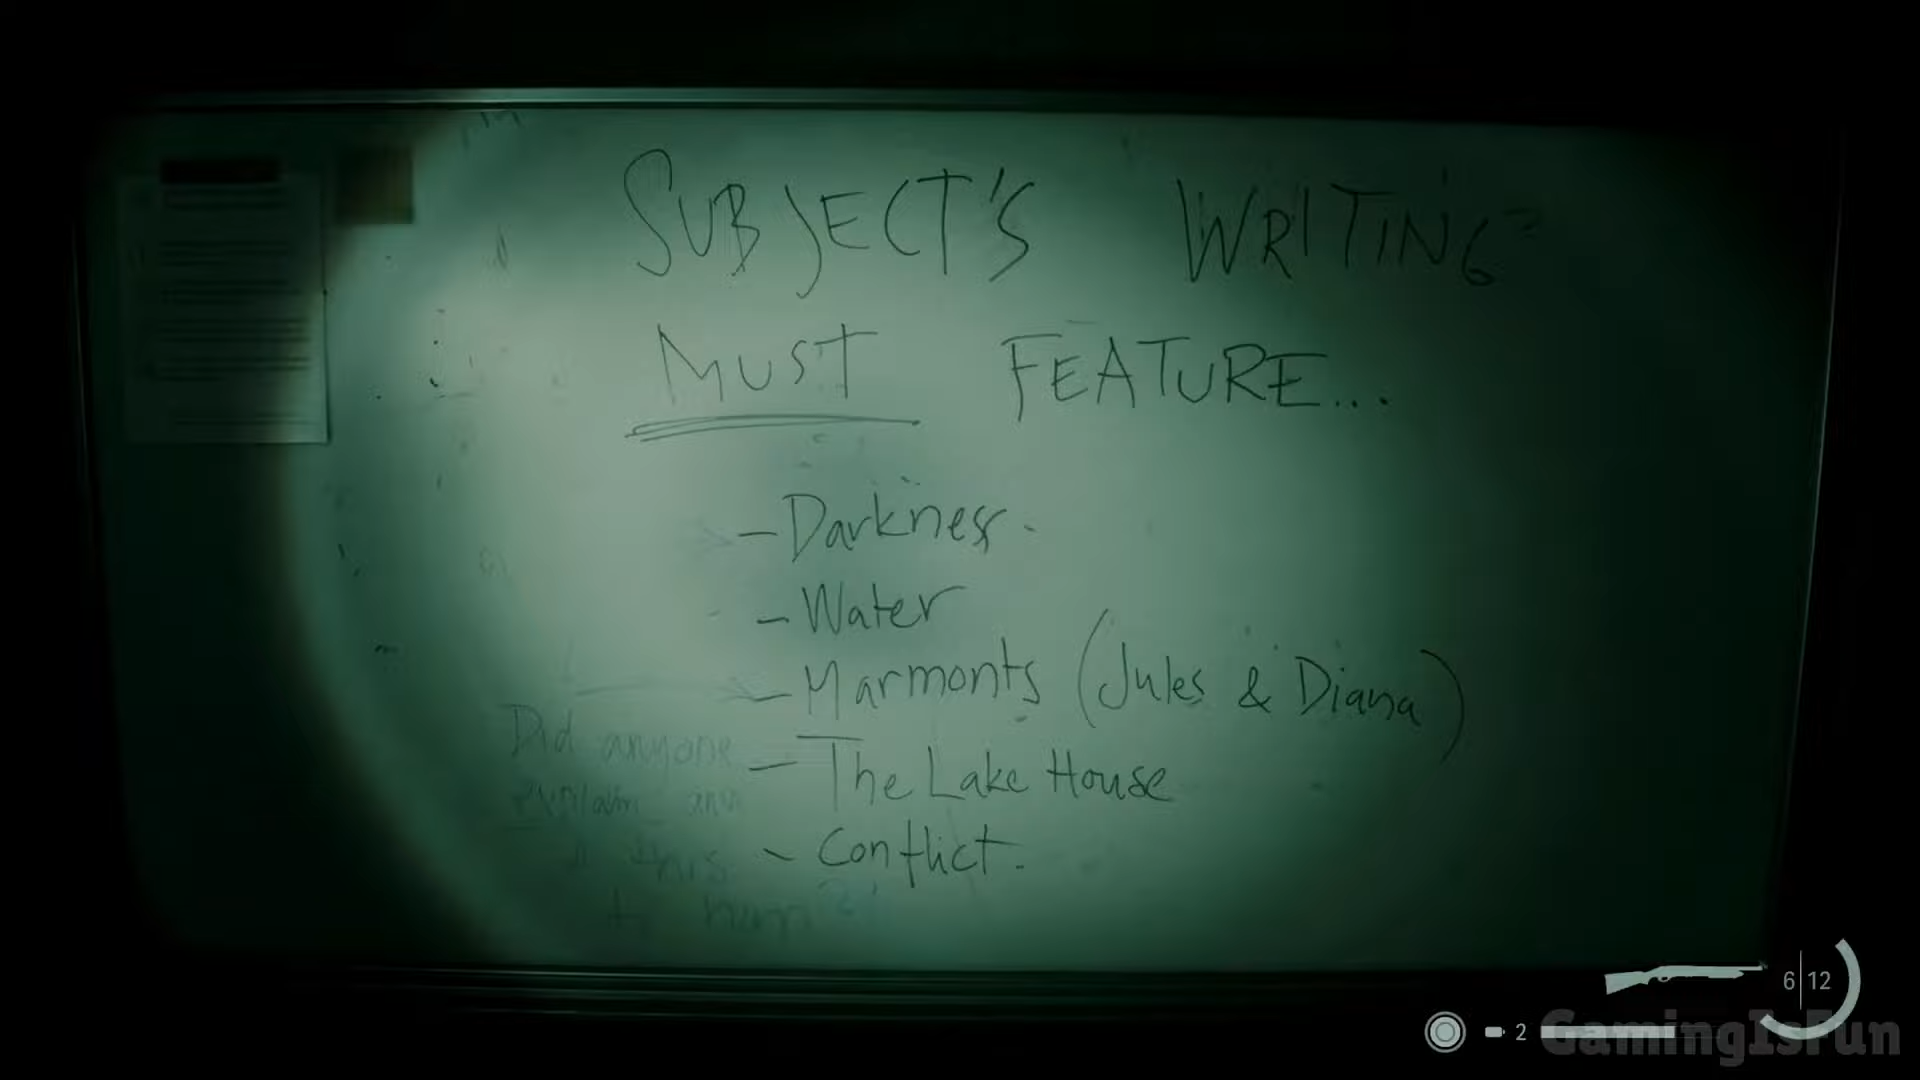 SUBJECT'S WRITING
MUST FEATURE...
- Darkness.
- Water
- Marmonts (Jules & Diana)
- The Lake House
- Conflict.
Did anyone
explain
this
to him?
6|12
2
GamingIsFun